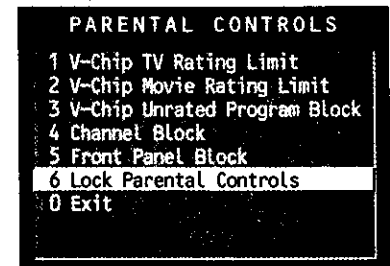 PARENTAL CONTROLS
1 V-Chip TV Rating Limit
2 V-Chip Movie Rating Limit
3 V-Chip Unrated Program Block
4 Channel Block
5 Front Panel Block
6 Lock Parental Controls
0 Exit